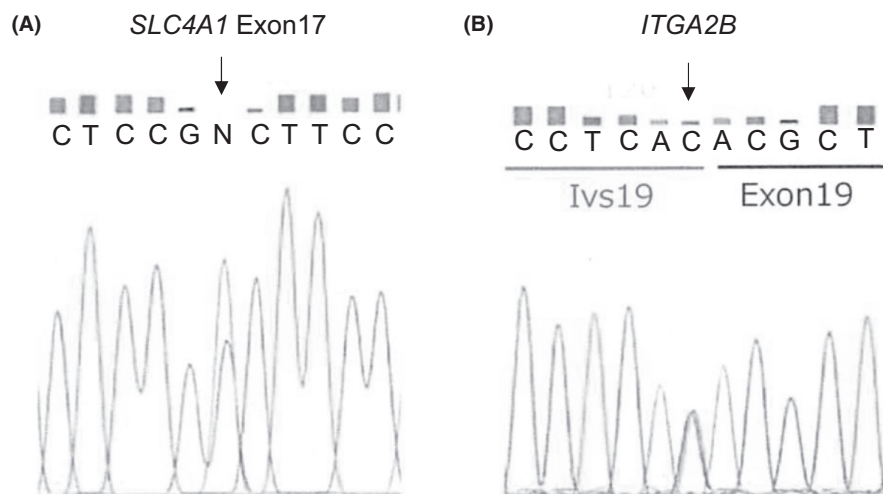 (A) SLC4A1 Exon17
C T C C G N C T T C C
(B) ITGA2B
C C T C A C A C G C T
Ivs19 Exon19